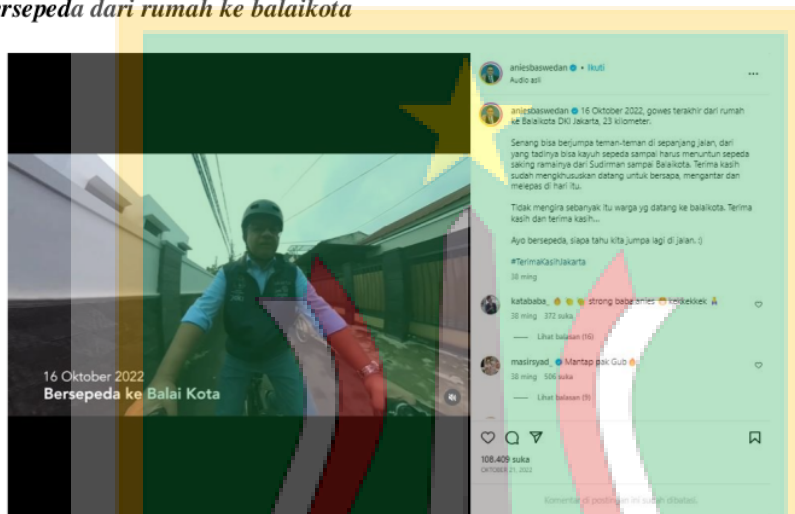 ersepeda dari rumah ke balaikota
aniesbaswedan • Ikuti
Audio asli
aniesbaswedan 16 Oktober 2022, gowes terakhir dari rumah
ke Balaikota DKI Jakarta, 23 kilometer.
Senang bisa berjumpa teman-teman di sepanjang jalan, dari
yang tadinya bisa kayuh sepeda sampai harus menuntun sepeda
saking ramainya dari Sudirman sampai Balaikota. Terima kasih
sudah mengkhususkan datang untuk bersapa, mengantar dan
melepas di hari itu.
Tidak mengira sebanyak itu warga yg datang ke balaikota. Terima
kasih dan terima kasih...
Ayo bersepeda, siapa tahu kita jumpa lagi di jalan. :)
#TerimaKasihJakarta
38 ming
katababa_ strong baba anies kekkekkek
38 ming 372 suka
Lihat balasan (16)
masirsyad_ Mantap pak Gub
38 ming 506 suka
Lihat balasan (9)
16 Oktober 2022
Bersepeda ke Balai Kota
108.409 suka
OKTOBER 21, 2022
Komentar di postingan ini sudah dibatasi.